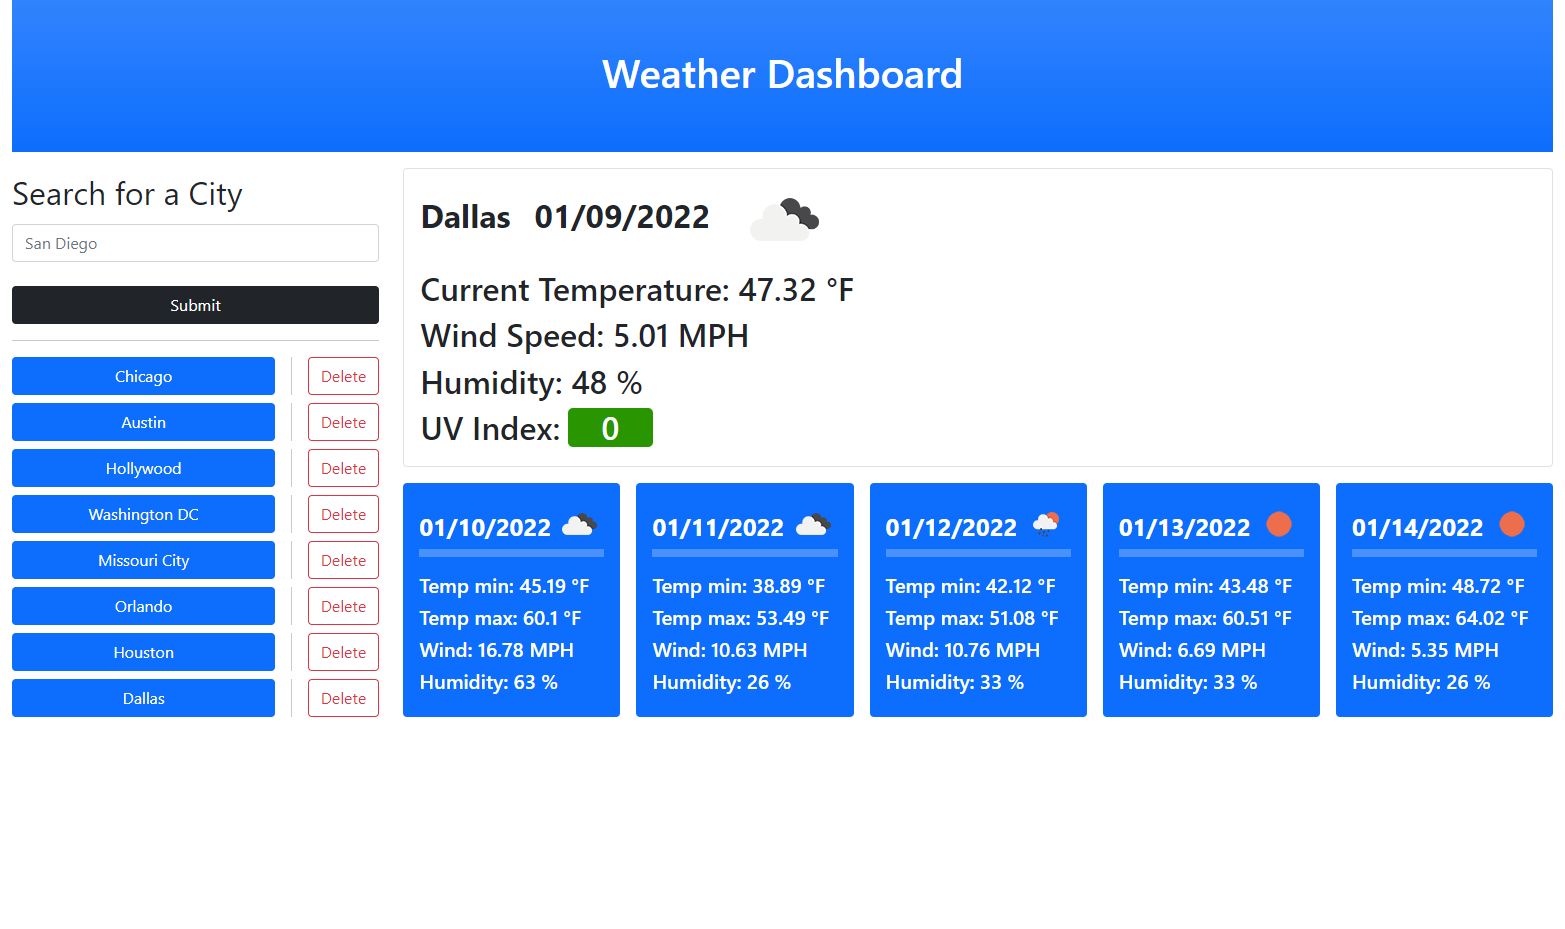 Weather Dashboard
Search for a City
San Diego
Submit
Chicago Delete
Austin Delete
Hollywood Delete
Washington DC Delete
Missouri City Delete
Orlando Delete
Houston Delete
Dallas Delete
Dallas 01/09/2022
Current Temperature: 47.32 °F
Wind Speed: 5.01 MPH
Humidity: 48 %
UV Index: 0
01/10/2022
Temp min: 45.19 °F
Temp max: 60.1 °F
Wind: 16.78 MPH
Humidity: 63 %
01/11/2022
Temp min: 38.89 °F
Temp max: 53.49 °F
Wind: 10.63 MPH
Humidity: 26 %
01/12/2022
Temp min: 42.12 °F
Temp max: 51.08 °F
Wind: 10.76 MPH
Humidity: 33 %
01/13/2022
Temp min: 43.48 °F
Temp max: 60.51 °F
Wind: 6.69 MPH
Humidity: 33 %
01/14/2022
Temp min: 48.72 °F
Temp max: 64.02 °F
Wind: 5.35 MPH
Humidity: 26 %